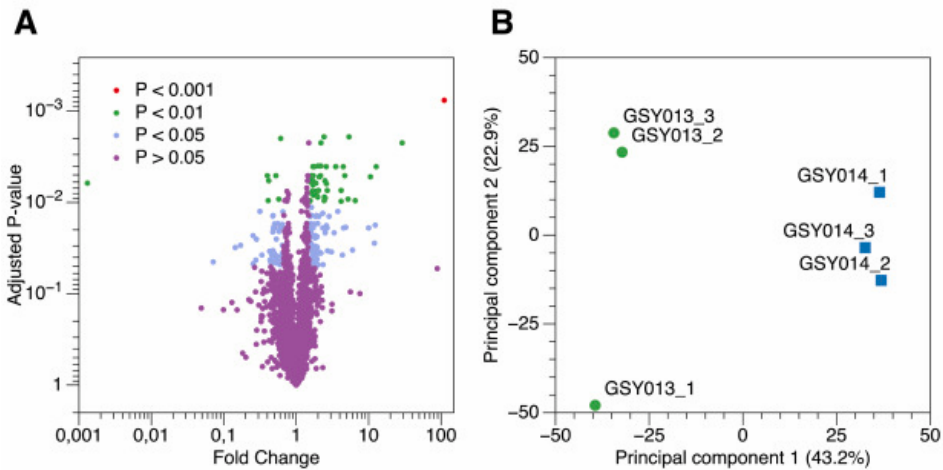 A
P < 0.001
P < 0.01
P < 0.05
P > 0.05
10⁻³
10⁻²
10⁻¹
1
Adjusted P-value
0,001
0,01
0,1
1
10
100
Fold Change
B
50
25
0
−25
−50
Principal component 2 (22.9%)
GSY013_3
GSY013_2
GSY014_1
GSY014_3
GSY014_2
GSY013_1
−50
−25
0
25
50
Principal component 1 (43.2%)